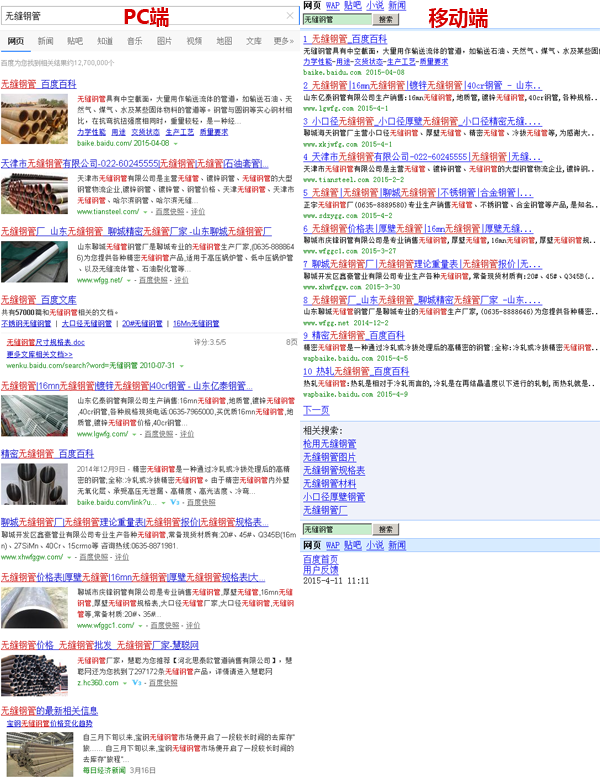 PC端
无缝钢管
网页 新闻 贴吧 知道 音乐 图片 视频 地图 文库 更多»
百度为您找到相关结果约12,700,000个
无缝钢管_百度百科
无缝钢管具有中空截面，大量用作输送流体的管道，如输送石油、天
然气、煤气、水及某些固体物料的管道等。钢管与圆钢等实心钢材相
比，在抗弯抗扭强度相同时，重量较轻，是一种经...
力学性能 用途 交货状态 生产工艺 质量要求
baike.baidu.com/ 2015-04-08
天津市无缝钢管有限公司-022-60245555|无缝钢管|无缝管|石油套管|...
天津市无缝钢管有限公司是主营无缝管、镀锌钢管、无缝钢管的大型
钢管物流企业,镀锌钢管、镀锌管、钢管价格、天津无缝钢管、天津市
无缝钢管、哈尔滨钢管、哈尔滨无缝...
www.tiansteel.com/ - 百度快照 - 评价
无缝钢管厂_山东无缝管_聊城精密无缝管厂家 -山东聊城无缝管厂
山东聊城无缝管钢管厂是聊城专业的无缝管生产厂家,(0635-888864
6)为您提供各种精密无缝钢管产品,适用于高压锅炉管、低中压锅炉管
、以及无缝流体管、石油裂化管等...
www.wfgg.net/ - 百度快照 - 评价
无缝钢管_百度文库
共有57000篇和无缝钢管相关的文档。
不锈钢无缝钢管 | 大口径无缝钢管 | 20#无缝钢管 | 16Mn无缝钢管
无缝钢管尺寸规格表.doc 评分:3.5/5 8页
更多文库相关文档>>
wenku.baidu.com/search?word=无缝钢管 2010-07-31
无缝钢管|16mn无缝钢管|镀锌无缝钢管|40cr钢管 - 山东亿泰钢管...
山东亿泰钢管有限公司生产销售:16mn无缝钢管,地质管,镀锌无缝钢管
,40cr钢管,各种规格现货电话:0635-7965000,买优质16mn无缝钢管,地
质管,镀锌无缝钢管价格,40cr钢管...
www.lgwfg.com/ - 百度快照 - 评价
精密无缝钢管_百度百科
2014年12月9日 - 精密无缝钢管是一种通过冷轧或冷拔处理后的高精
密的钢管;全称:冷轧或冷拔精密无缝钢管。由于精密无缝钢管内外壁
无氧化层、承受高压无泄漏、高精度、高光洁度、冷弯...
baike.baidu.com/link?u... - V3 - 百度快照
聊城无缝钢管厂|无缝钢管理论重量表|无缝钢管报价|无缝钢管规格表...
聊城开发区鑫豪管业有限公司专业生产各种无缝钢管,常备现货材质有:20#、45#、Q345B(16m
n)、27SiMn、40Cr、15crmo等 咨询热线:0635-8871981.
www.xhwfggw.com/ - 百度快照 - 评价
无缝钢管价格表|厚壁无缝管|16mn无缝钢管|厚壁无缝钢管规格表|大...
聊城市庆锋钢管有限公司是专业销售无缝钢管,厚壁无缝管,16mn无缝
钢管,厚壁无缝钢管规格表,大口径无缝管厂家,大口径无缝管,无缝钢
管等,常备材质:20#、35#...
www.wfggc1.com/ - 百度快照 - 评价
无缝钢管价格_无缝钢管批发_无缝钢管厂家-慧聪网
无缝钢管厂家，慧聪为您推荐【河北思泰欧管道销售有限公司】，慧
聪网还为您找到了297172条无缝钢管产品，详情请进入慧聪网
z.hc360.com - V3 - 百度快照
无缝钢管的最新相关信息
宝钢无缝钢管价格变化趋势
自三月下旬以来,宝钢无缝钢管市场便开启了一段较长时间的去库存"
旅...... 自三月下旬以来,宝钢无缝钢管市场便开启了一段较长时间的
去库存"旅程"...
每日经济新闻 3月16日
移动端
网页 WAP 贴吧 小说 新闻
无缝钢管 搜索
1 无缝钢管_百度百科
无缝钢管具有中空截面，大量用作输送流体的管道，如输送石油、天然气、煤气、水及某些固
力学性能-用途-交货状态-生产工艺-质量要求
baike.baidu.com 2015-04-08
2 无缝钢管|16mn无缝钢管|镀锌无缝钢管|40cr钢管 - 山东..
山东亿泰钢管有限公司生产销售:16mn无缝钢管,地质管,镀锌无缝钢管,40cr钢管,各种规格..
www.lgwfg.com 2015-4-1
3 小口径无缝钢管_小口径厚壁无缝钢管_小口径精密无缝..
聊城海天钢管厂主营小口径无缝钢管、厚壁无缝钢管、精密无缝钢管、冷拔无缝管等,为感谢大..
www.xkjwfg.com 2015-4-1
4 天津市无缝钢管有限公司-022-60245555|无缝钢管|无缝..
天津市无缝钢管有限公司是主营无缝管、镀锌钢管、无缝钢管的大型钢管物流企业,镀锌钢..
www.tiansteel.com 2015-2-2
5 无缝管|无缝钢管|聊城无缝钢管|不锈钢管|合金钢管|..
正宇无缝钢管厂(0635-8889580)专业生产销售无缝钢管、不锈钢管、合金钢管等产品,是知名..
www.sdzygg.com 2015-4-2
6 无缝钢管价格表|厚壁无缝管|16mn无缝钢管|厚壁无缝..
聊城市庆锋钢管有限公司是专业销售无缝钢管,厚壁无缝管,16mn无缝钢管,厚壁无缝钢管规..
www.wfggc1.com 2015-3-27
7 聊城无缝钢管厂|无缝钢管理论重量表|无缝钢管报价|无..
聊城开发区鑫豪管业有限公司专业生产各种无缝钢管,常备现货材质有:20#、45#、Q345B(..
www.xhwfggw.com 2015-3-30
8 无缝钢管厂_山东无缝管_聊城精密无缝管厂家 -山东..
山东聊城无缝管钢管厂是聊城专业的无缝管生产厂家,(0635-8888646)为您提供各种精密..
www.wfgg.net 2014-12-2
9 精密无缝钢管_百度百科
精密无缝钢管是一种通过冷轧或冷拔处理后的高精密的钢管;全称:冷轧或冷拔精密无缝钢管..
wapbaike.baidu.com 2015-4-5
10 热轧无缝钢管_百度百科
热轧无缝钢管:热轧是相对于冷轧而言的,冷轧是在再结晶温度以下进行的轧制,而热轧就是..
wapbaike.baidu.com 2015-4-9
下一页
相关搜索:
枪用无缝钢管
无缝钢管图片
无缝钢管规格表
无缝钢管材料
小口径厚壁钢管
无缝钢管厂
无缝钢管 搜索
网页 WAP 贴吧 小说 新闻
百度首页
用户反馈
2015-4-11 11:11